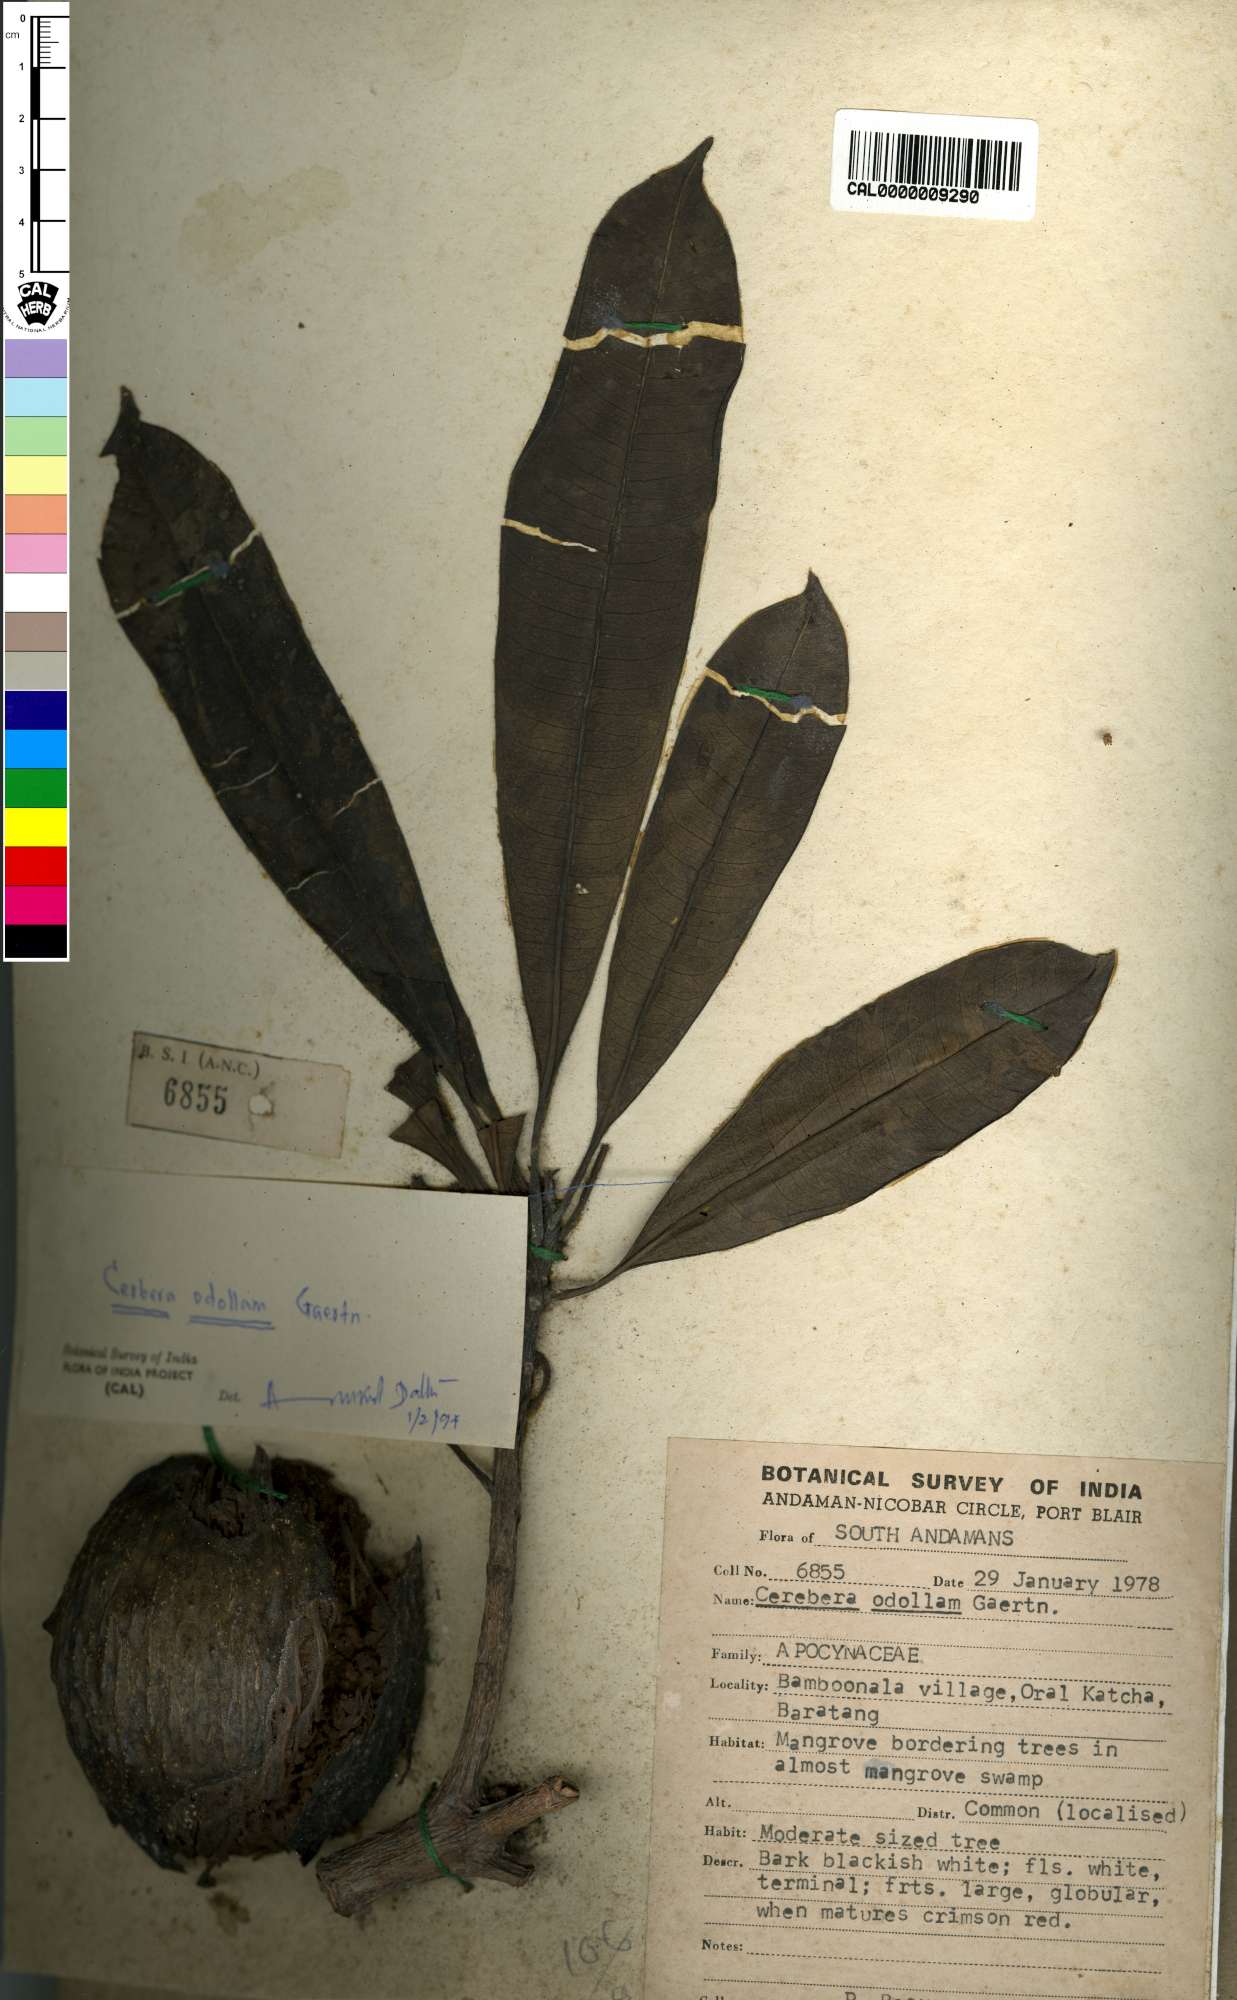 0
cm
1
2
3
4
5
CAL
HERB
CAL0000009290
B. S. I (A-N.C.)
6855
Cerbera odollam Gaertn.
Botanical Survey of India
FLORA OF INDIA PROJECT
(CAL)
Det.
1/2/94
BOTANICAL SURVEY OF INDIA
ANDAMAN-NICOBAR CIRCLE, PORT BLAIR
Flora of SOUTH ANDAMANS
Coll No. 6855 Date 29 January 1978
Name: Cerebera odollam Gaertn.
Family: APOCYNACEAE
Locality: Bamboonala village, Oral Katcha,
Baratang
Habitat: Mangrove bordering trees in
almost mangrove swamp
Alt. Distr. Common (localised)
Habit: Moderate sized tree
Descr. Bark blackish white; fls. white,
terminal; frts. large, globular,
when matures crimson red.
Notes: